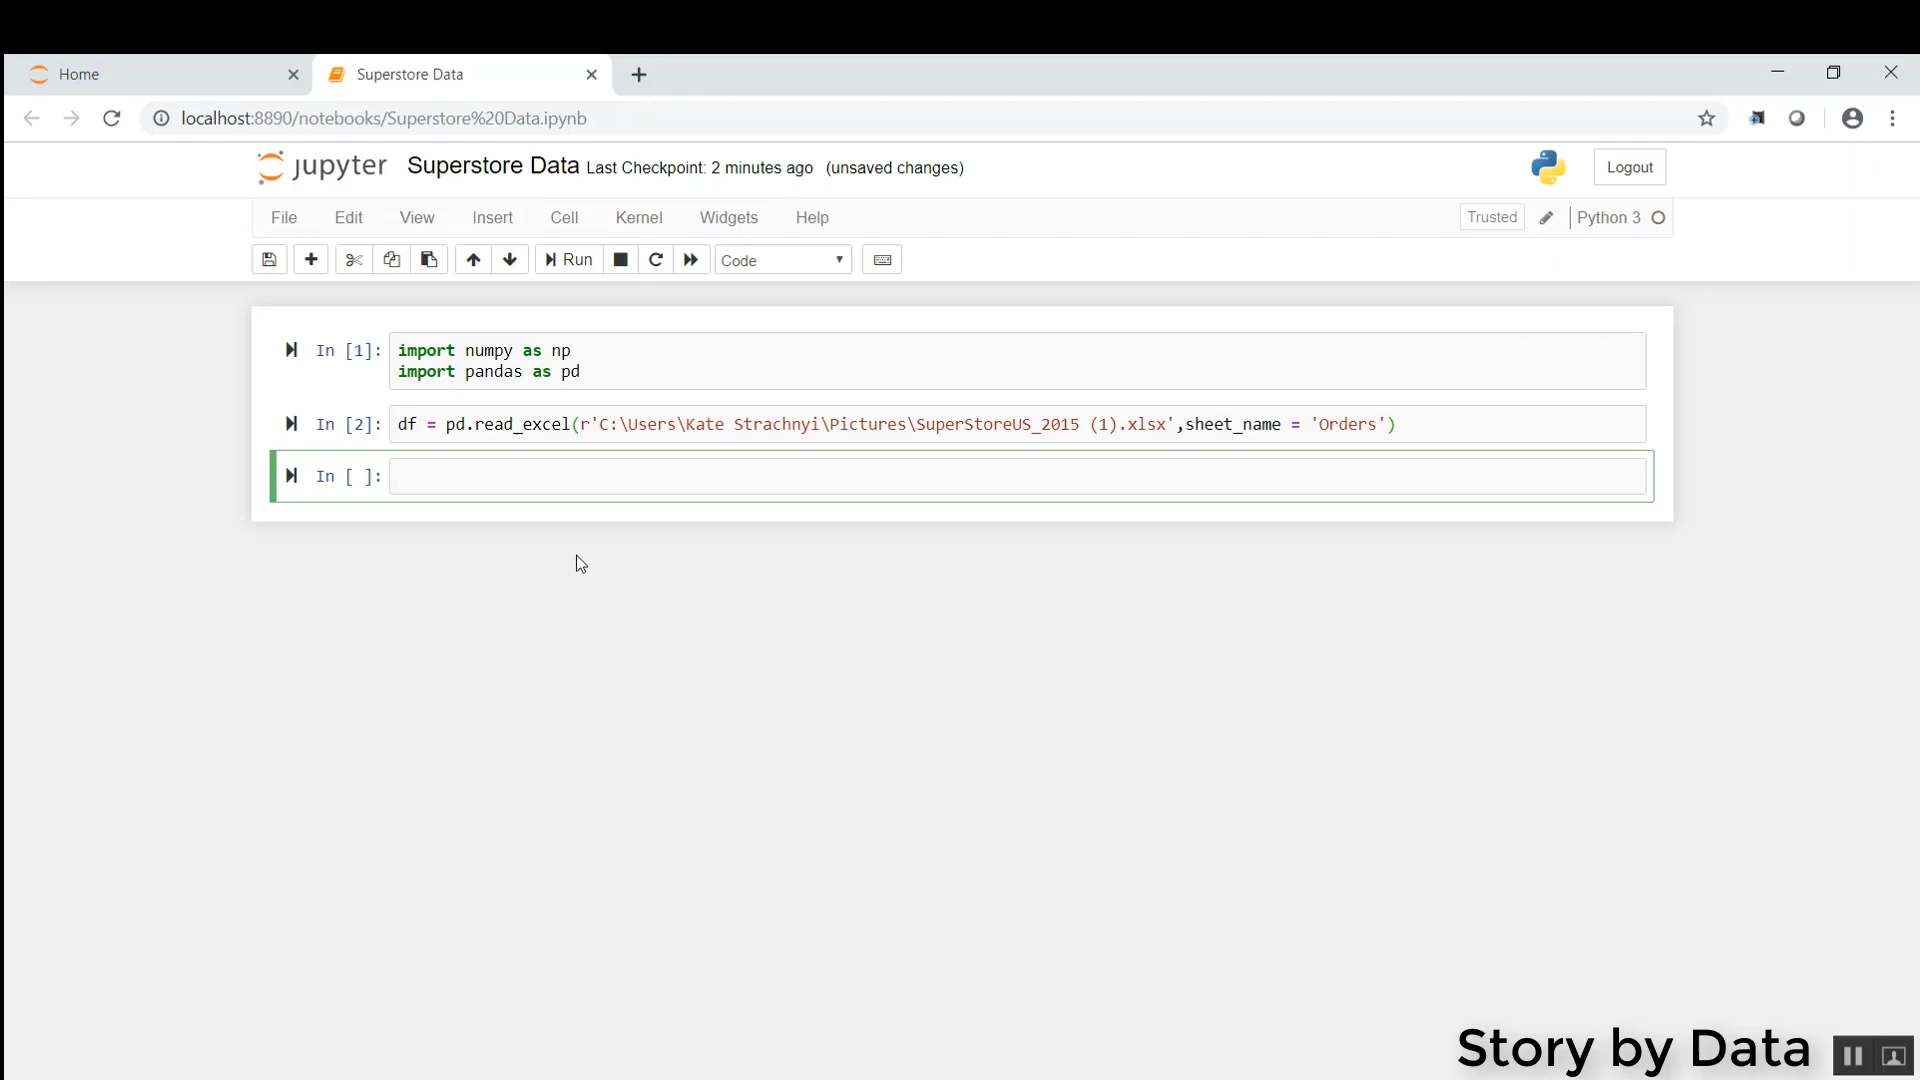 Home
Superstore Data
localhost:8890/notebooks/Superstore%20Data.ipynb
jupyter Superstore Data Last Checkpoint: 2 minutes ago (unsaved changes)
Logout
File Edit View Insert Cell Kernel Widgets Help
Trusted Python 3
Run Code
In [1]: import numpy as np
import pandas as pd
In [2]: df = pd.read_excel(r'C:\Users\Kate Strachnyi\Pictures\SuperStoreUS_2015 (1).xlsx',sheet_name = 'Orders')
In [ ]:
Story by Data